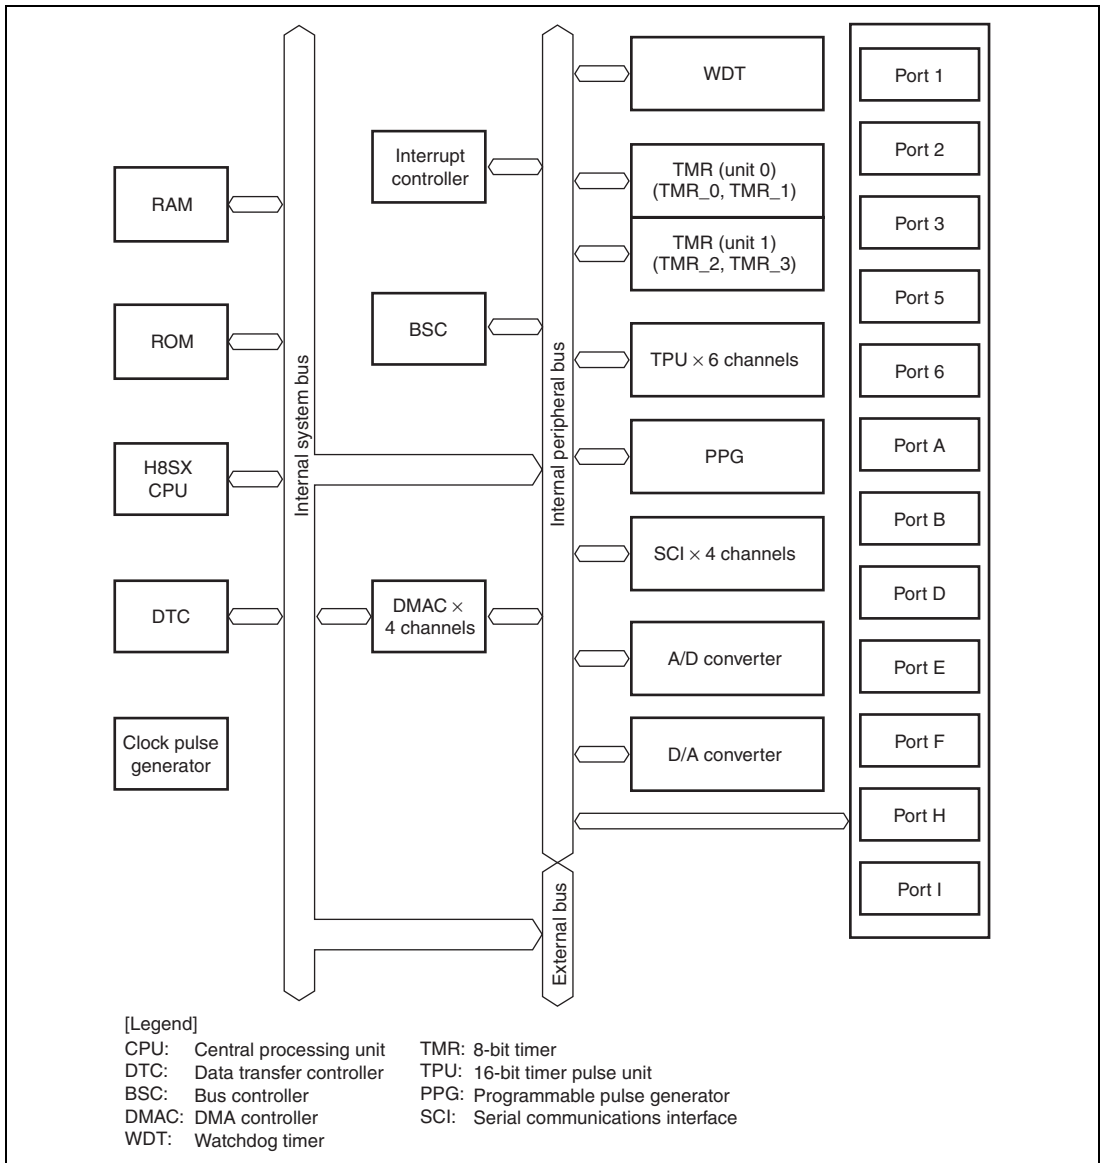 RAM
ROM
H8SX
CPU
DTC
Clock pulse
generator
Internal system bus
Interrupt
controller
BSC
DMAC ×
4 channels
Internal peripheral bus
External bus
WDT
TMR (unit 0)
(TMR_0, TMR_1)
TMR (unit 1)
(TMR_2, TMR_3)
TPU × 6 channels
PPG
SCI × 4 channels
A/D converter
D/A converter
Port 1
Port 2
Port 3
Port 5
Port 6
Port A
Port B
Port D
Port E
Port F
Port H
Port I
[Legend]
CPU: Central processing unit
DTC: Data transfer controller
BSC: Bus controller
DMAC: DMA controller
WDT: Watchdog timer
TMR: 8-bit timer
TPU: 16-bit timer pulse unit
PPG: Programmable pulse generator
SCI: Serial communications interface